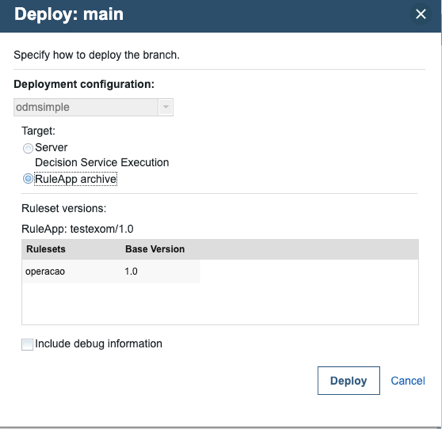 Deploy: main
Specify how to deploy the branch.
Deployment configuration:
odmsimple
Target:
Server
Decision Service Execution
RuleApp archive
Ruleset versions:
RuleApp: testexom/1.0
Rulesets Base Version
operacao 1.0
Include debug information
Deploy Cancel